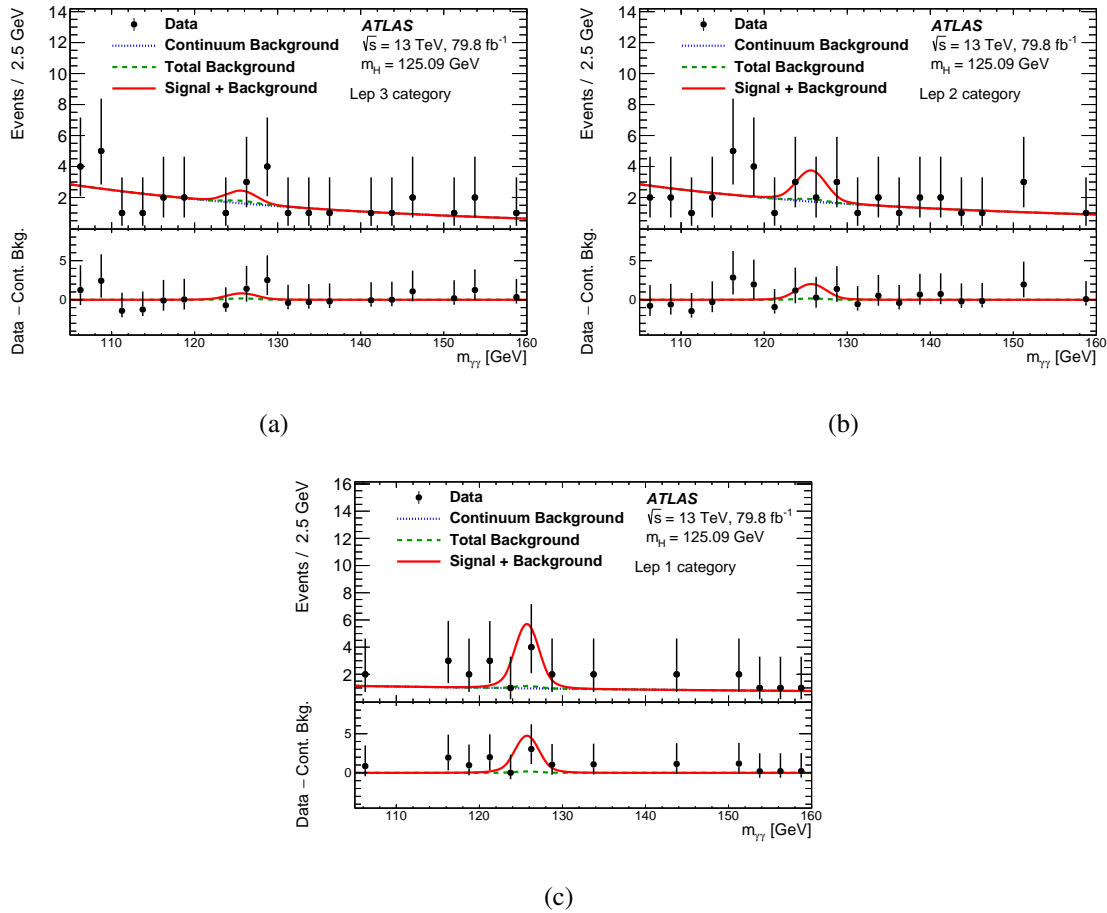 Events / 2.5 GeV
14
12
10
8
6
4
2
Data
Continuum Background
Total Background
Signal + Background
ATLAS
√s = 13 TeV, 79.8 fb⁻¹
m_H = 125.09 GeV
Lep 3 category
Data − Cont. Bkg.
5
0
110 120 130 140 150 160
m_γγ [GeV]
(a)
Events / 2.5 GeV
14
12
10
8
6
4
2
Data
Continuum Background
Total Background
Signal + Background
ATLAS
√s = 13 TeV, 79.8 fb⁻¹
m_H = 125.09 GeV
Lep 2 category
Data − Cont. Bkg.
5
0
110 120 130 140 150 160
m_γγ [GeV]
(b)
Events / 2.5 GeV
16
14
12
10
8
6
4
2
Data
Continuum Background
Total Background
Signal + Background
ATLAS
√s = 13 TeV, 79.8 fb⁻¹
m_H = 125.09 GeV
Lep 1 category
Data − Cont. Bkg.
5
0
110 120 130 140 150 160
m_γγ [GeV]
(c)